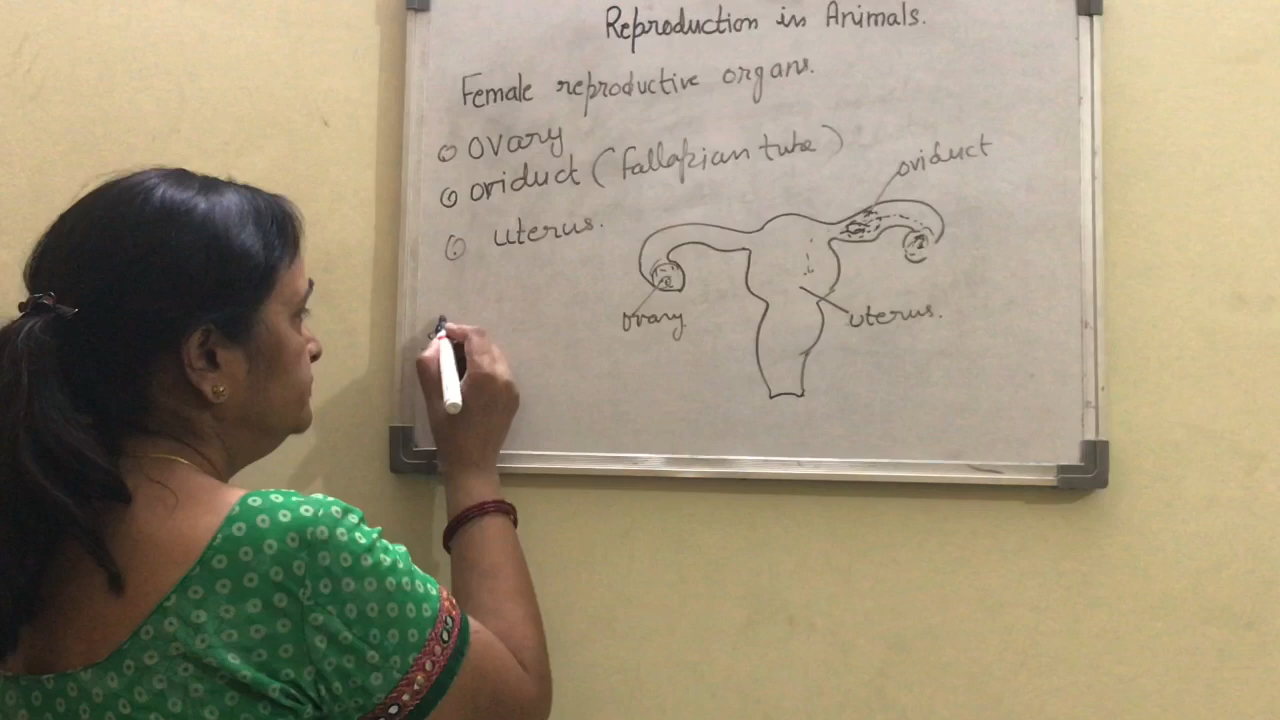 Reproduction in Animals.
Female reproductive organs.
ovary
oviduct (fallopian tube)
uterus.
oviduct
ovary
uterus.